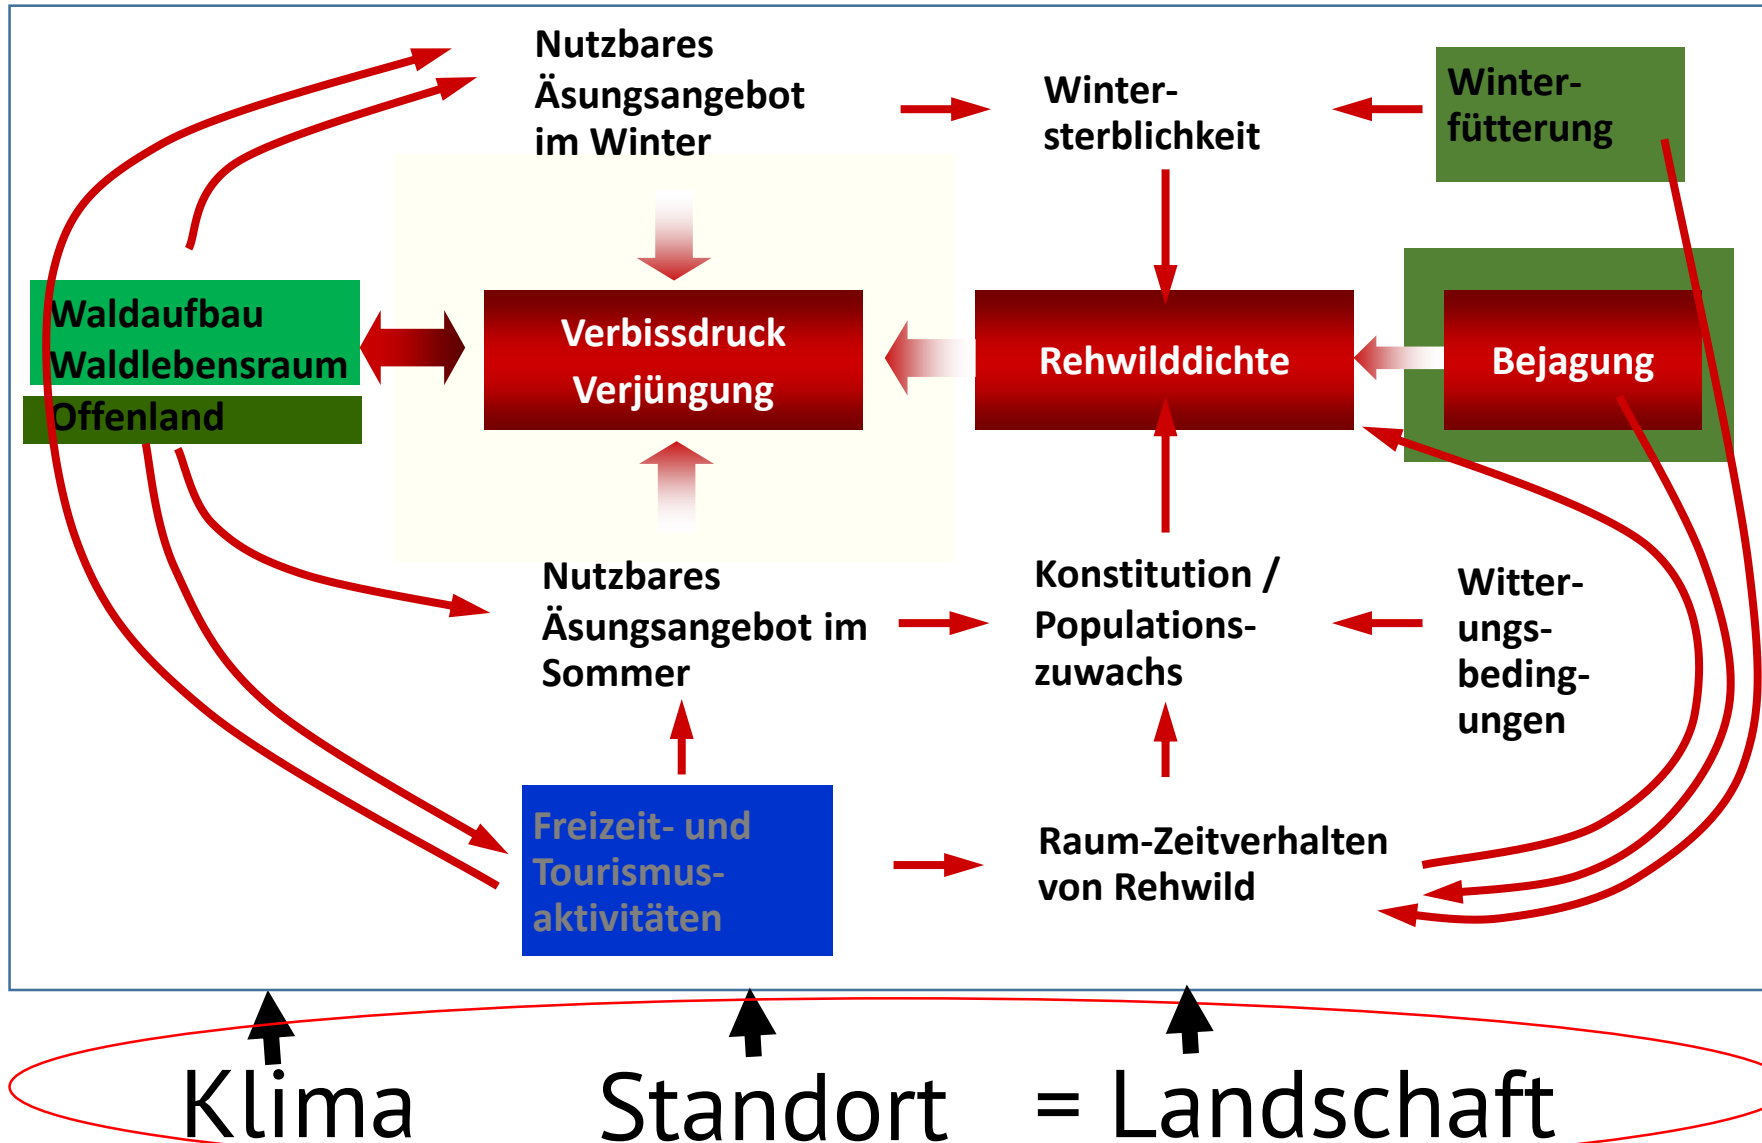 Nutzbares
Äsungsangebot
im Winter
Winter-
sterblichkeit
Winter-
fütterung
Waldaufbau
Waldlebensraum
Offenland
Verbissdruck
Verjüngung
Rehwilddichte
Bejagung
Nutzbares
Äsungsangebot im
Sommer
Konstitution /
Populations-
zuwachs
Witter-
ungs-
beding-
ungen
Freizeit- und
Tourismus-
aktivitäten
Raum-Zeitverhalten
von Rehwild
Klima Standort = Landschaft